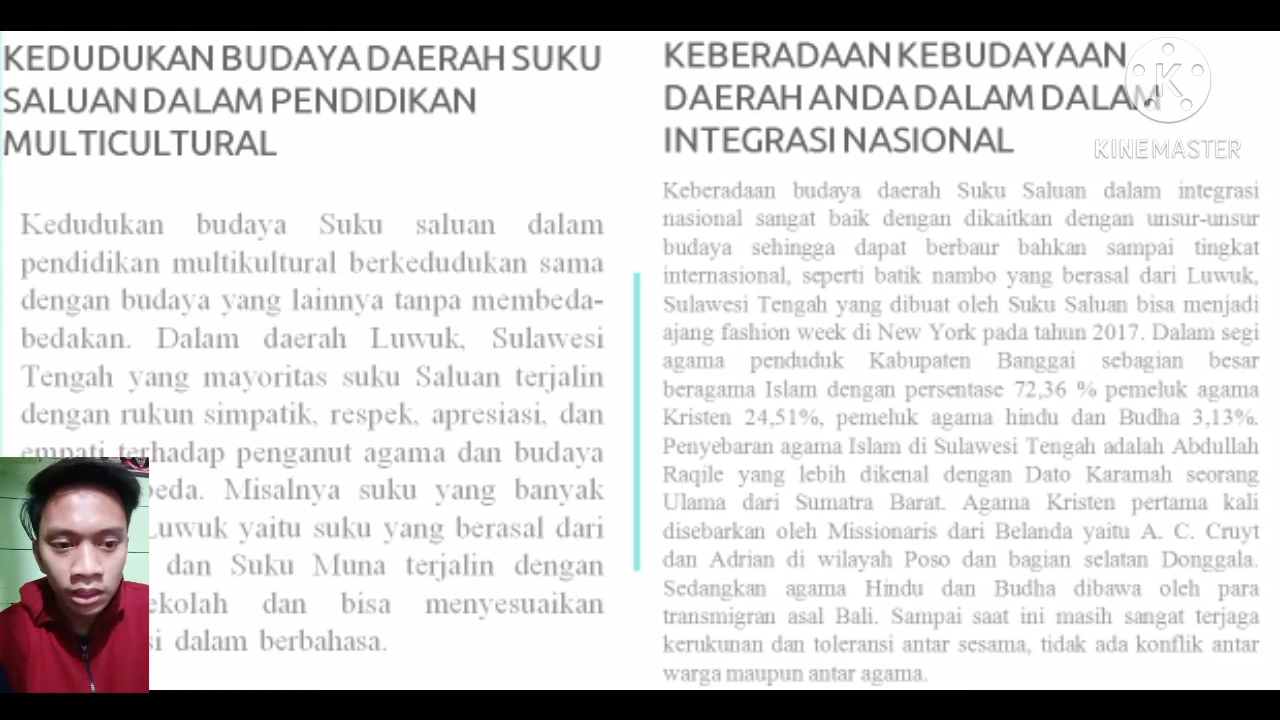 KEDUDUKAN BUDAYA DAERAH SUKU
SALUAN DALAM PENDIDIKAN
MULTICULTURAL
Kedudukan budaya Suku saluan dalam
pendidikan multikultural berkedudukan sama
dengan budaya yang lainnya tanpa membeda-
bedakan. Dalam daerah Luwuk, Sulawesi
Tengah yang mayoritas suku Saluan terjalin
dengan rukun simpatik, respek, apresiasi, dan
empati terhadap penganut agama dan budaya
beda. Misalnya suku yang banyak
Luwuk yaitu suku yang berasal dari
dan Suku Muna terjalin dengan
ekolah dan bisa menyesuaikan
si dalam berbahasa.
KEBERADAAN KEBUDAYAAN
DAERAH ANDA DALAM DALAM
INTEGRASI NASIONAL
Keberadaan budaya daerah Suku Saluan dalam integrasi
nasional sangat baik dengan dikaitkan dengan unsur-unsur
budaya sehingga dapat berbaur bahkan sampai tingkat
internasional, seperti batik nambo yang berasal dari Luwuk,
Sulawesi Tengah yang dibuat oleh Suku Saluan bisa menjadi
ajang fashion week di New York pada tahun 2017. Dalam segi
agama penduduk Kabupaten Banggai sebagian besar
beragama Islam dengan persentase 72,36 % pemeluk agama
Kristen 24,51%, pemeluk agama hindu dan Budha 3,13%.
Penyebaran agama Islam di Sulawesi Tengah adalah Abdullah
Raqile yang lebih dikenal dengan Dato Karamah seorang
Ulama dari Sumatra Barat. Agama Kristen pertama kali
disebarkan oleh Missionaris dari Belanda yaitu A. C. Cruyt
dan Adrian di wilayah Poso dan bagian selatan Donggala.
Sedangkan agama Hindu dan Budha dibawa oleh para
transmigran asal Bali. Sampai saat ini masih sangat terjaga
kerukunan dan toleransi antar sesama, tidak ada konflik antar
warga maupun antar agama.
K
KINEMASTER